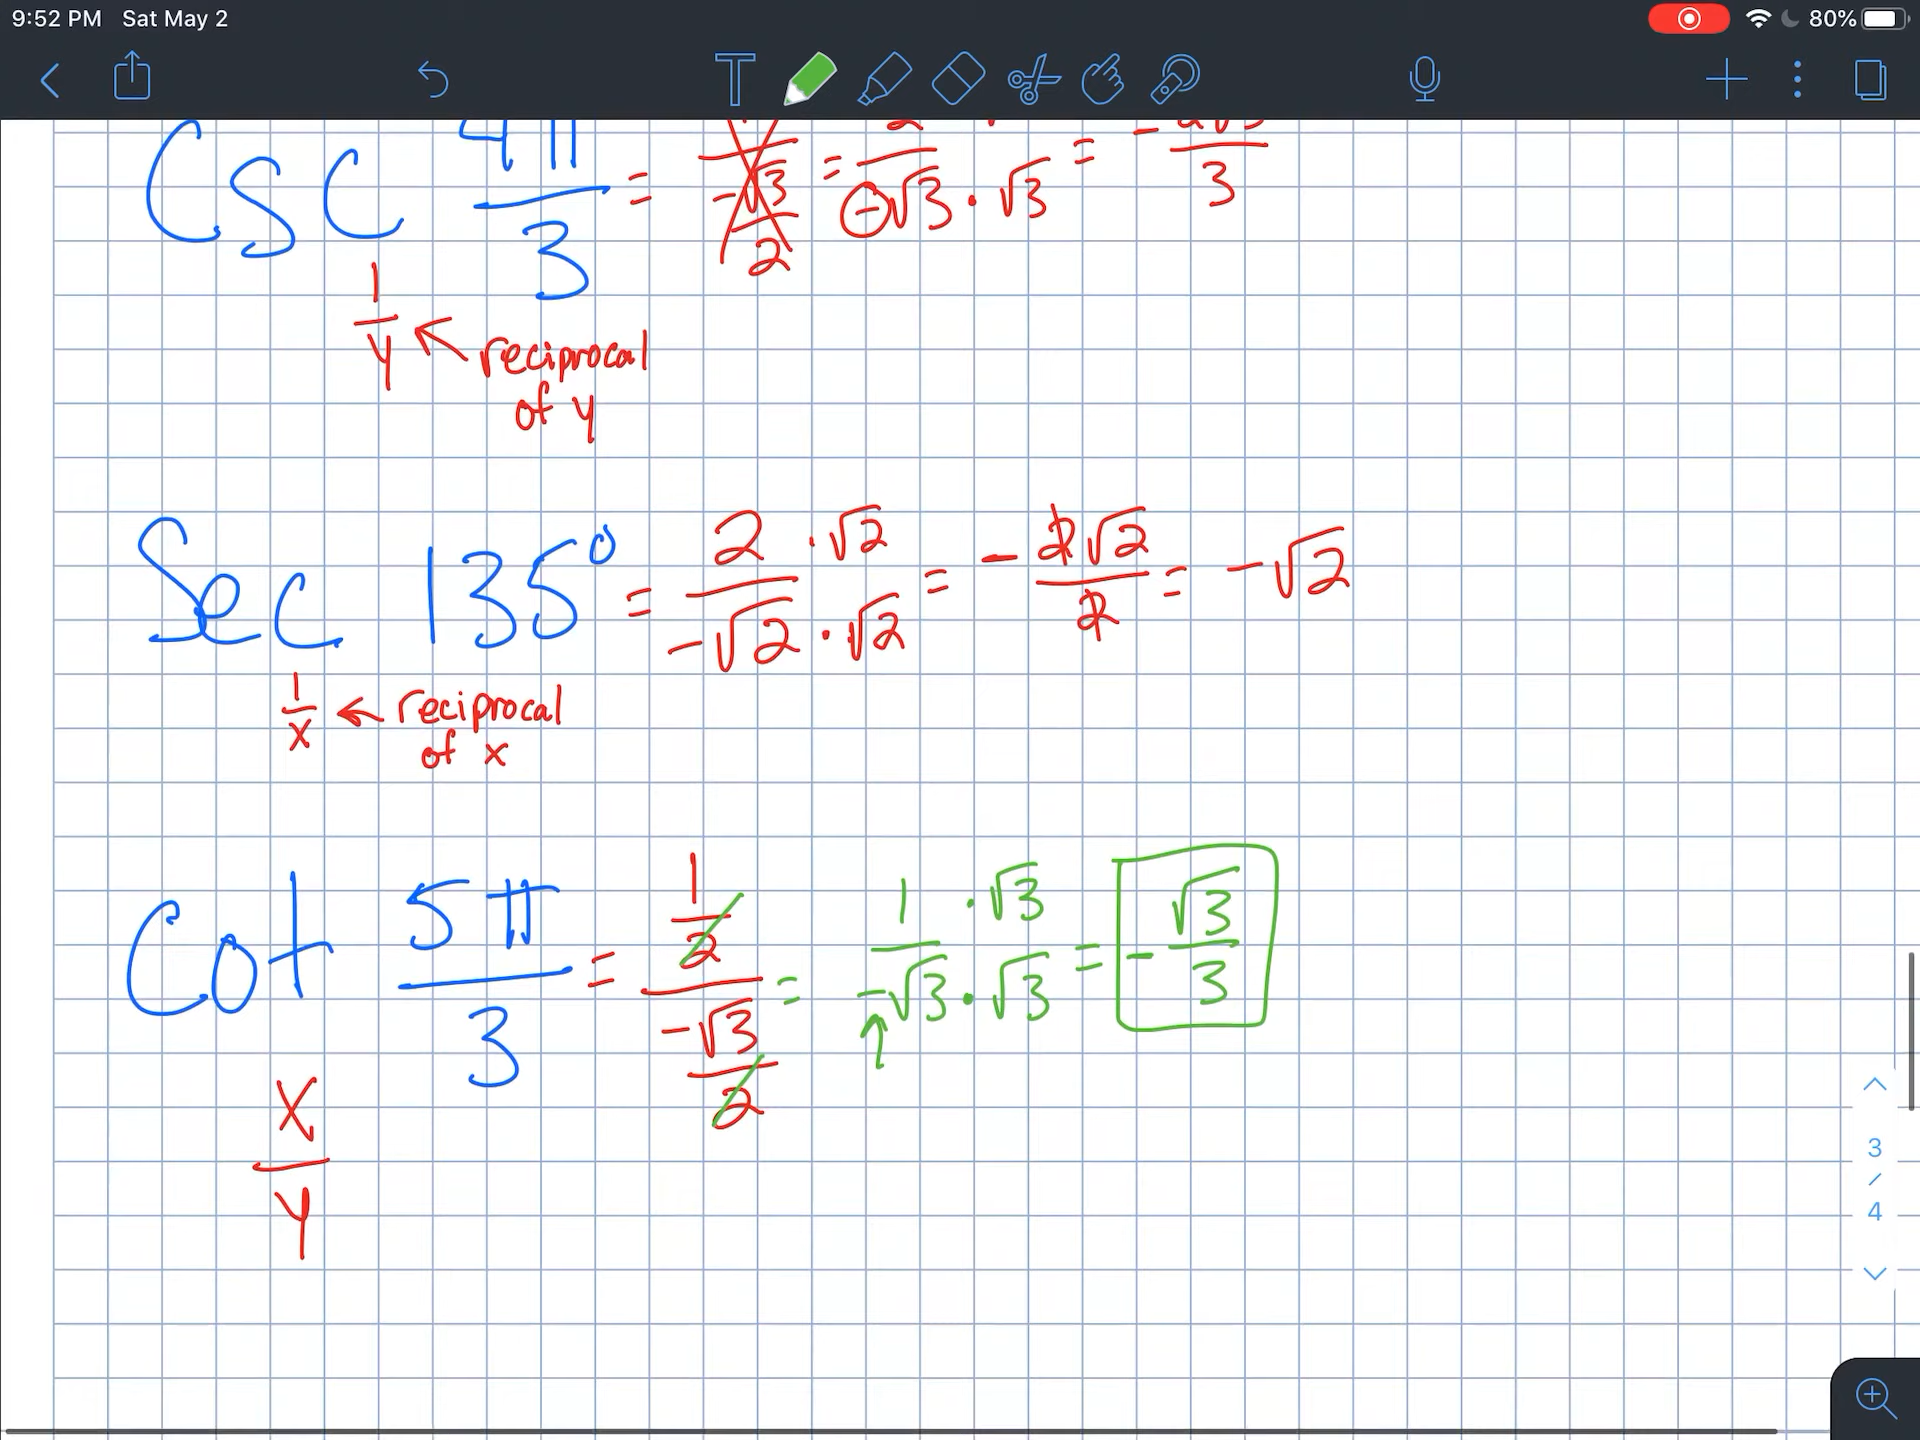 9:52 PM Sat May 2 80%
T
Csc 4π/3 = 1/(-√3/2) = 2/(-√3) · √3 = -2√3/3
1/y ← reciprocal
of y
Sec 135° = 2/(-√2) · √2/√2 = -2√2/2 = -√2
1/x ← reciprocal
of x
Cot 5π/3 = (1/2)/(-√3/2) = 1/(-√3) · √3/√3 = -√3/3
x/y
3
/
4